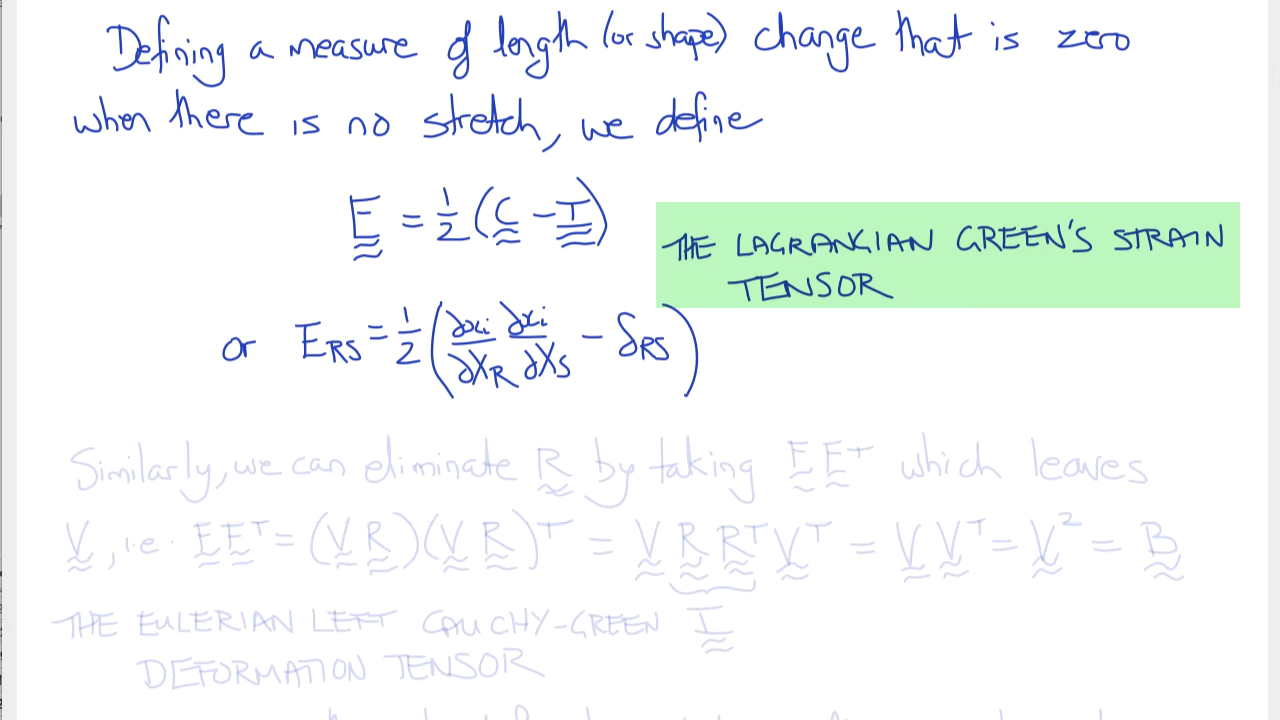 Defining a measure of length (or shape) change that is zero
when there is no stretch, we define
E = 1/2 (C - I)
THE LAGRANGIAN GREEN'S STRAIN
TENSOR
or E_RS = 1/2 (∂x_i/∂X_R ∂x_i/∂X_S - δ_RS)
Similarly, we can eliminate R by taking F F^T which leaves
V, i.e. F F^T = (V R)(V R)^T = V R R^T V^T = V V^T = V^2 = B
I
THE EULERIAN LEFT CAUCHY-GREEN
DEFORMATION TENSOR